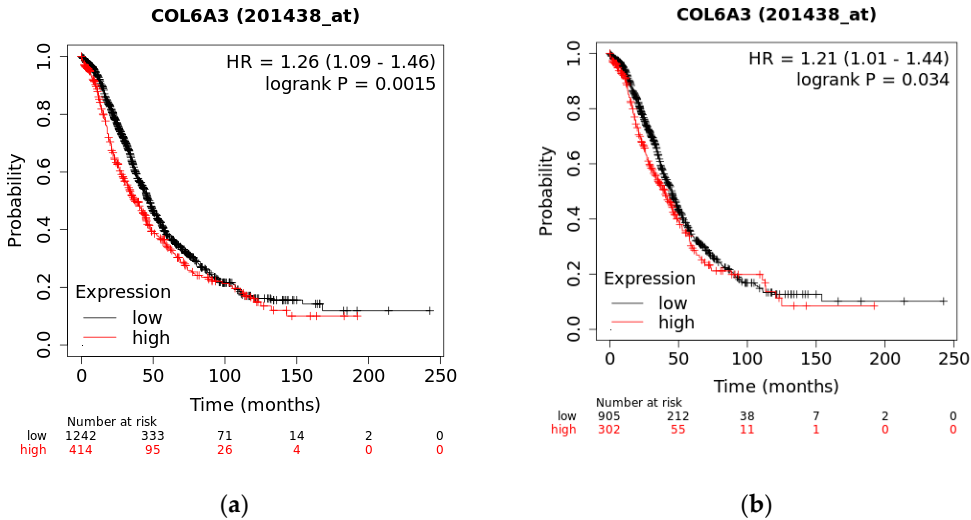 COL6A3 (201438_at)
HR = 1.26 (1.09 - 1.46)
logrank P = 0.0015
Probability
1.0
0.8
0.6
0.4
0.2
0.0
Expression
low
high
0 50 100 150 200 250
Time (months)
Number at risk
low 1242 333 71 14 2 0
high 414 95 26 4 0 0
(a)
COL6A3 (201438_at)
HR = 1.21 (1.01 - 1.44)
logrank P = 0.034
Probability
1.0
0.8
0.6
0.4
0.2
0.0
Expression
low
high
0 50 100 150 200 250
Time (months)
Number at risk
low 905 212 38 7 2 0
high 302 55 11 1 0 0
(b)